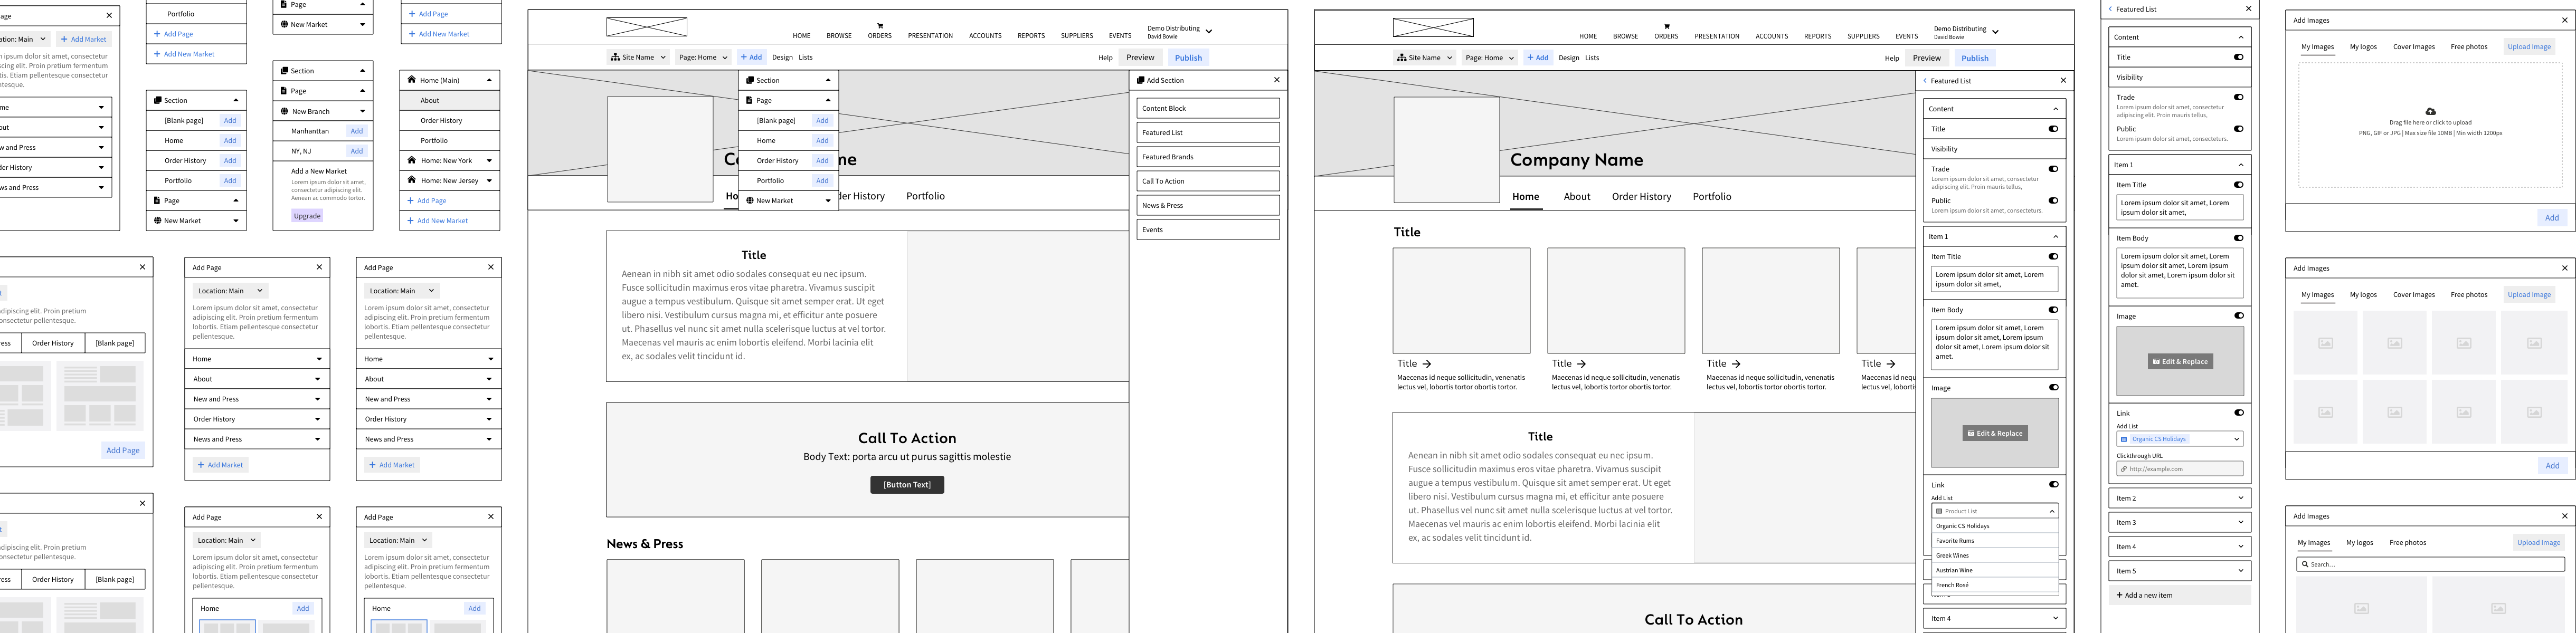 age
cation: Main
+ Add Market
m ipsum dolor sit amet, consectetur
scing elit. Proin pretium fermentum
tis. Etiam pellentesque consectetur
ntesque.
me
out
w and Press
der History
ws and Press
Portfolio
+ Add Page
+ Add New Market
Section
[Blank page] Add
Home Add
Order History Add
Portfolio Add
Page
New Market
Page
New Market
Section
Page
New Branch
Manhanttan Add
NY, NJ Add
Add a New Market
Lorem ipsum dolor sit amet,
consectetur adipiscing elit.
Aenean ac commodo tortor.
Upgrade
+ Add Page
+ Add New Market
Home (Main)
About
Order History
Portfolio
Home: New York
Home: New Jersey
+ Add Page
+ Add New Market
adipiscing elit. Proin pretium
consectetur pellentesque.
ess
Order History
[Blank page]
Add Page
adipiscing elit. Proin pretium
consectetur pellentesque.
ess
Order History
[Blank page]
Add Page
Location: Main
Lorem ipsum dolor sit amet, consectetur
adipiscing elit. Proin pretium fermentum
lobortis. Etiam pellentesque consectetur
pellentesque.
Home
About
New and Press
Order History
News and Press
+ Add Market
Add Page
Location: Main
Lorem ipsum dolor sit amet, consectetur
adipiscing elit. Proin pretium fermentum
lobortis. Etiam pellentesque consectetur
pellentesque.
Home
About
New and Press
Order History
News and Press
+ Add Market
Add Page
Location: Main
Lorem ipsum dolor sit amet, consectetur
adipiscing elit. Proin pretium fermentum
lobortis. Etiam pellentesque consectetur
pellentesque.
Home Add
Add Page
Location: Main
Lorem ipsum dolor sit amet, consectetur
adipiscing elit. Proin pretium fermentum
lobortis. Etiam pellentesque consectetur
pellentesque.
Home Add
HOME BROWSE ORDERS PRESENTATION ACCOUNTS REPORTS SUPPLIERS EVENTS
Demo Distributing
David Bowie
Site Name Page: Home + Add Design Lists Help Preview Publish
Section
Page
[Blank page] Add
Home Add
Order History Add
Portfolio Add
New Market
Co me
Ho der History Portfolio
Add Section
Content Block
Featured List
Featured Brands
Call To Action
News & Press
Events
Title
Aenean in nibh sit amet odio sodales consequat eu nec ipsum.
Fusce sollicitudin maximus eros vitae pharetra. Vivamus suscipit
augue a tempus vestibulum. Quisque sit amet semper erat. Ut eget
libero nisi. Vestibulum cursus magna mi, et efficitur ante posuere
ut. Phasellus vel nunc sit amet nulla scelerisque luctus at vel tortor.
Maecenas vel mauris ac enim lobortis eleifend. Morbi lacinia elit
ex, ac sodales velit tincidunt id.
Call To Action
Body Text: porta arcu ut purus sagittis molestie
[Button Text]
News & Press
HOME BROWSE ORDERS PRESENTATION ACCOUNTS REPORTS SUPPLIERS EVENTS
Demo Distributing
David Bowie
Site Name Page: Home + Add Design Lists Help Preview Publish
Company Name
Home About Order History Portfolio
Title
Title →
Maecenas id neque sollicitudin, venenatis
lectus vel, lobortis tortor obortis tortor.
Title →
Maecenas id neque sollicitudin, venenatis
lectus vel, lobortis tortor obortis tortor.
Title →
Maecenas id neque sollicitudin, venenatis
lectus vel, lobortis tortor obortis tortor.
Title →
Maecenas id neq
lectus vel, lobort
Title
Aenean in nibh sit amet odio sodales consequat eu nec ipsum.
Fusce sollicitudin maximus eros vitae pharetra. Vivamus suscipit
augue a tempus vestibulum. Quisque sit amet semper erat. Ut eget
libero nisi. Vestibulum cursus magna mi, et efficitur ante posuere
ut. Phasellus vel nunc sit amet nulla scelerisque luctus at vel tortor.
Maecenas vel mauris ac enim lobortis eleifend. Morbi lacinia elit
ex, ac sodales velit tincidunt id.
Call To Action
Featured List
Content
Title
Visibility
Trade
Lorem ipsum dolor sit amet, consectetur
adipiscing elit. Proin mauris tellus,
Public
Lorem ipsum dolor sit amet, consecteturs.
Item 1
Item Title
Lorem ipsum dolor sit amet, Lorem
ipsum dolor sit amet,
Item Body
Lorem ipsum dolor sit amet, Lorem
ipsum dolor sit amet, Lorem ipsum
dolor sit amet, Lorem ipsum dolor sit
amet.
Image
Edit & Replace
Link
Add List
Product List
Organic CS Holidays
Favorite Rums
Greek Wines
Austrian Wine
French Rosé
Item 4
Featured List
Content
Title
Visibility
Trade
Lorem ipsum dolor sit amet, consectetur
adipiscing elit. Proin mauris tellus,
Public
Lorem ipsum dolor sit amet, consecteturs.
Item 1
Item Title
Lorem ipsum dolor sit amet, Lorem
ipsum dolor sit amet,
Item Body
Lorem ipsum dolor sit amet, Lorem
ipsum dolor sit amet, Lorem ipsum
dolor sit amet, Lorem ipsum dolor sit
amet.
Image
Edit & Replace
Link
Add List
Organic CS Holidays
Clickthrough URL
http://example.com
Item 2
Item 3
Item 4
Item 5
+ Add a new item
Add Images
My Images My logos Cover Images Free photos Upload Image
Drag file here or click to upload
PNG, GIF or JPG | Max size file 10MB | Min width 1200px
Add
Add Images
My Images My logos Cover Images Free photos Upload Image
Add
Add Images
My Images My logos Free photos Upload Image
Search...